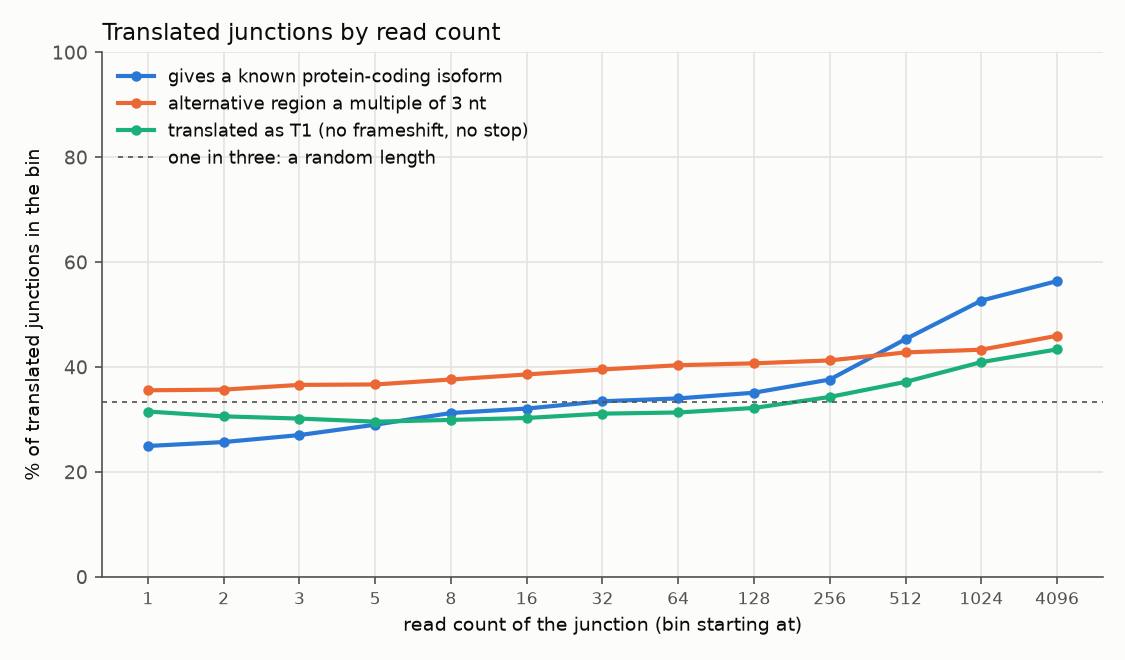 Translated junctions by read count
% of translated junctions in the bin
100
80
60
40
20
0
gives a known protein-coding isoform
alternative region a multiple of 3 nt
translated as T1 (no frameshift, no stop)
one in three: a random length
1 2 3 5 8 16 32 64 128 256 512 1024 4096
read count of the junction (bin starting at)